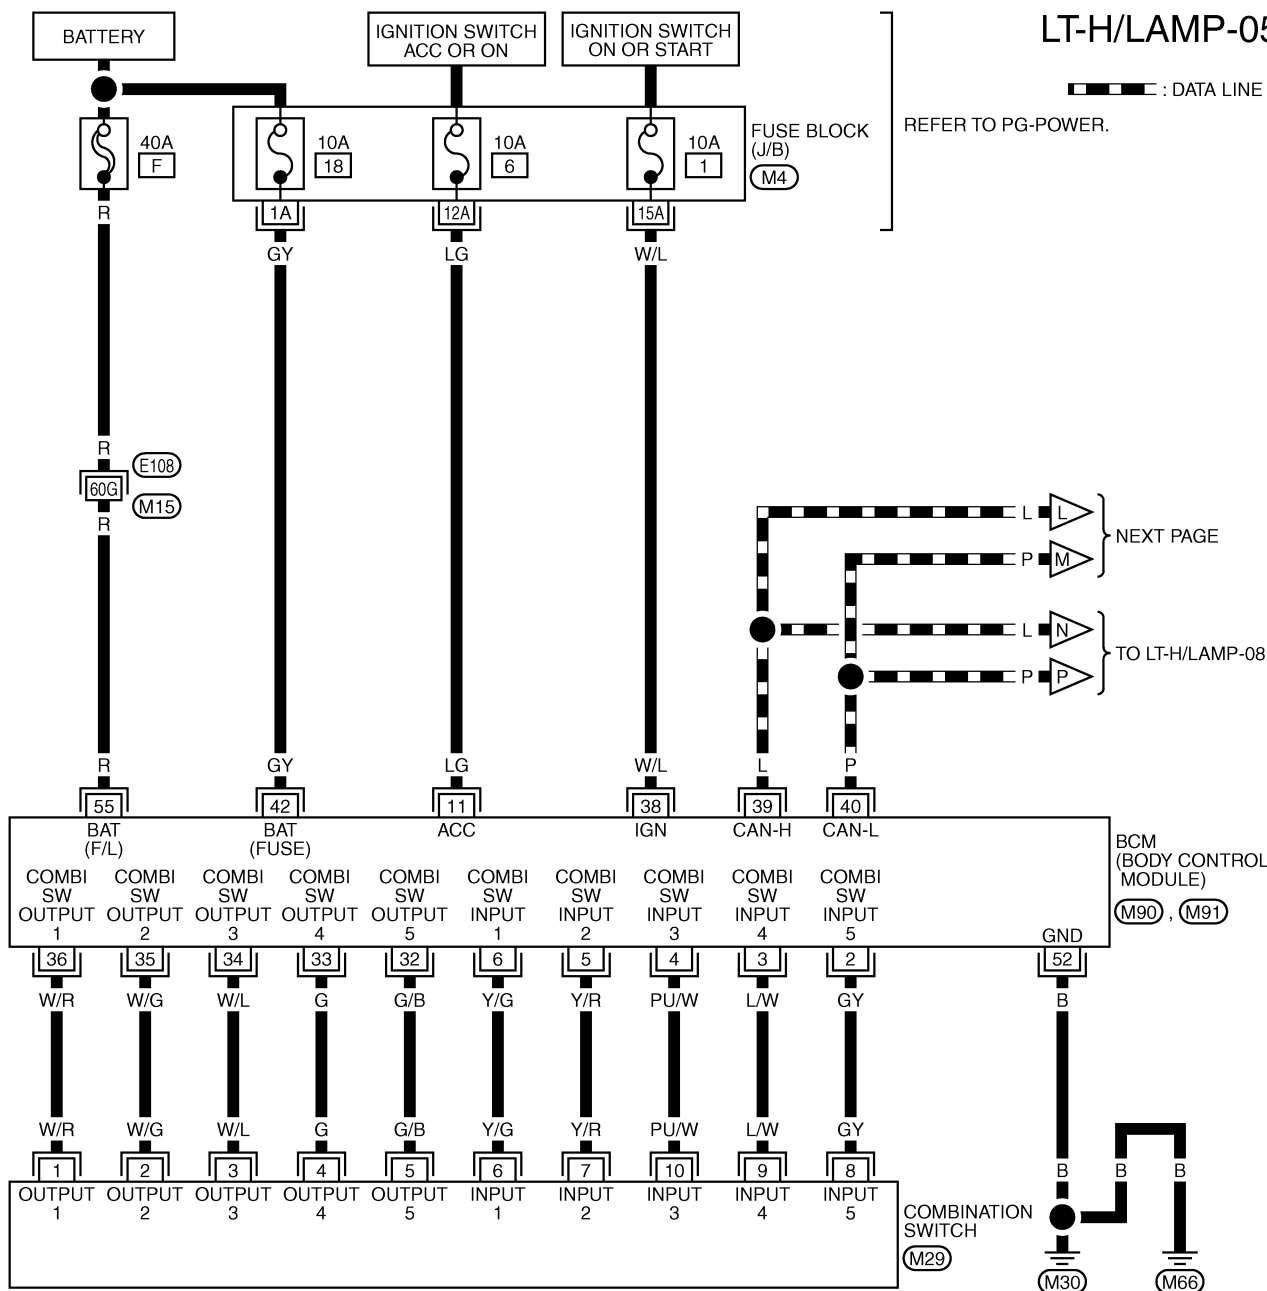 LT-H/LAMP-05
BATTERY
IGNITION SWITCH
ACC OR ON
IGNITION SWITCH
ON OR START
: DATA LINE
REFER TO PG-POWER.
40A
F
10A
18
10A
6
10A
1
FUSE BLOCK
(J/B)
M4
1A
12A
15A
R
GY
LG
W/L
R
E108
60G
M15
R
L
L
P
M
NEXT PAGE
L
N
P
P
TO LT-H/LAMP-08
R
GY
LG
W/L
L
P
55
42
11
38
39
40
BAT
(F/L)
BAT
(FUSE)
ACC
IGN
CAN-H
CAN-L
BCM
(BODY CONTROL
MODULE)
M90 , M91
COMBI
SW
OUTPUT
1
COMBI
SW
OUTPUT
2
COMBI
SW
OUTPUT
3
COMBI
SW
OUTPUT
4
COMBI
SW
OUTPUT
5
COMBI
SW
INPUT
1
COMBI
SW
INPUT
2
COMBI
SW
INPUT
3
COMBI
SW
INPUT
4
COMBI
SW
INPUT
5
GND
36
35
34
33
32
6
5
4
3
2
52
W/R
W/G
W/L
G
G/B
Y/G
Y/R
PU/W
L/W
GY
B
W/R
W/G
W/L
G
G/B
Y/G
Y/R
PU/W
L/W
GY
1
2
3
4
5
6
7
10
9
8
B
B
B
OUTPUT
1
OUTPUT
2
OUTPUT
3
OUTPUT
4
OUTPUT
5
INPUT
1
INPUT
2
INPUT
3
INPUT
4
INPUT
5
COMBINATION
SWITCH
M29
M30
M66